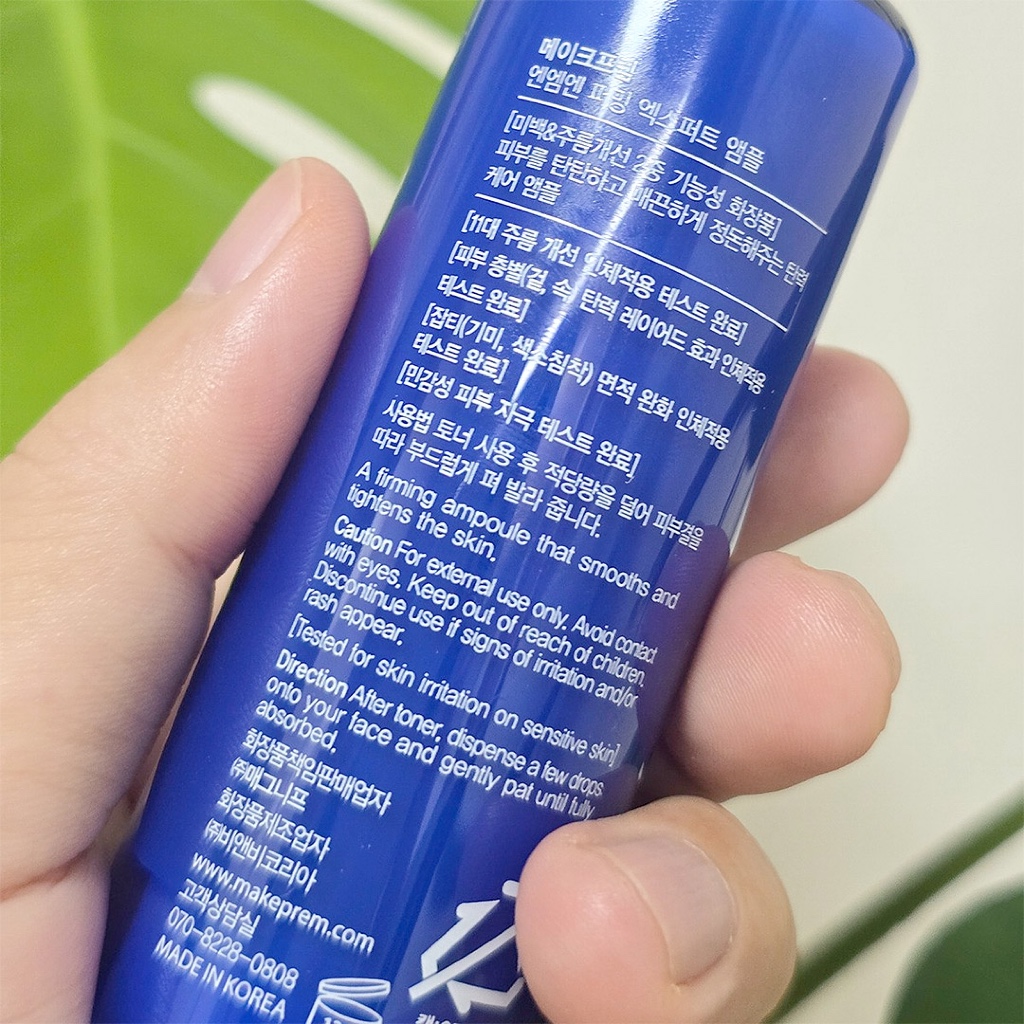 메이크프렘
엔엠엔 퍼밍 엑스퍼트 앰플
[미백&주름개선 2중 기능성 화장품]
피부를 탄탄하고 매끈하게 정돈해주는 탄력
케어 앰플
[11대 주름 개선 인체적용 테스트 완료]
[피부 층별(겉, 속) 탄력 레이어드 효과 인체적용
테스트 완료]
[잡티(기미, 색소침착) 면적 완화 인체적용
테스트 완료]
[민감성 피부 자극 테스트 완료]
사용법 토너 사용 후 적당량을 덜어 피부결을
따라 부드럽게 펴 발라 줍니다.
A firming ampoule that smooths and
tightens the skin.
Caution For external use only. Avoid contact
with eyes. Keep out of reach of children.
Discontinue use if signs of irritation and/or
rash appear.
[Tested for skin irritation on sensitive skin]
Direction After toner, dispense a few drops
onto your face and gently pat until fully
absorbed.
화장품책임판매업자
㈜매그니프
화장품제조업자
㈜비앤비코리아
www.makeprem.com
고객상담실
070-8228-0808
MADE IN KOREA